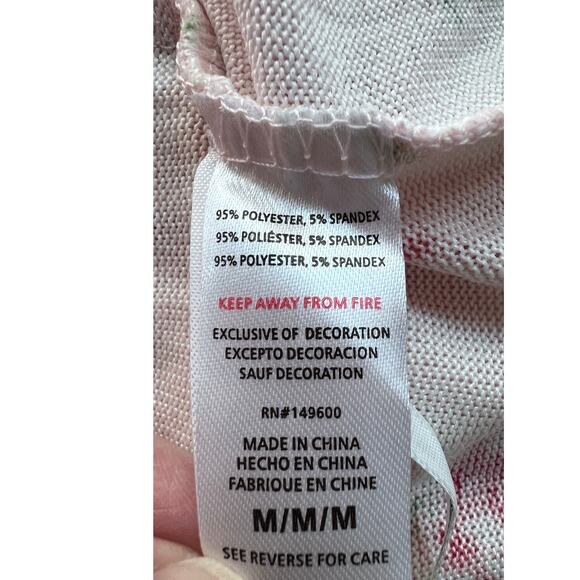 95% POLYESTER, 5% SPANDEX
95% POLIÉSTER, 5% SPANDEX
95% POLYESTER, 5% SPANDEX
KEEP AWAY FROM FIRE
EXCLUSIVE OF DECORATION
EXCEPTO DECORACION
SAUF DECORATION
RN#149600
MADE IN CHINA
HECHO EN CHINA
FABRIQUE EN CHINE
M/M/M
SEE REVERSE FOR CARE